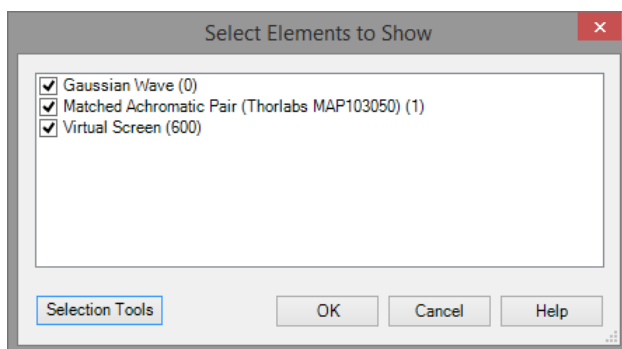 Select Elements to Show
Gaussian Wave (0)
Matched Achromatic Pair (Thorlabs MAP103050) (1)
Virtual Screen (600)
Selection Tools OK Cancel Help